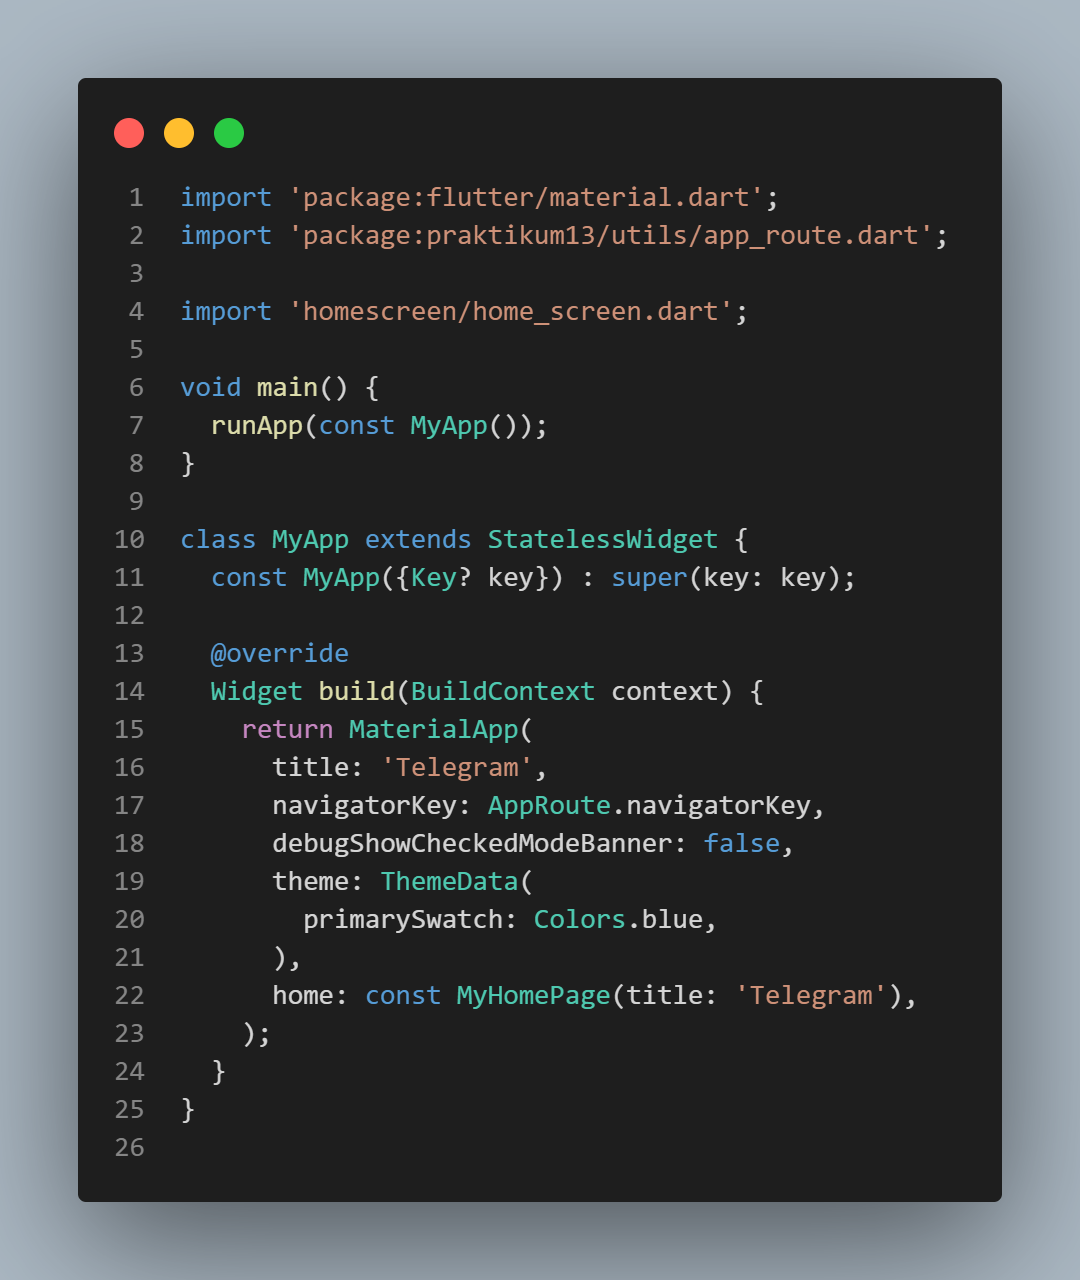 1 import 'package:flutter/material.dart';
2 import 'package:praktikum13/utils/app_route.dart';
3
4 import 'homescreen/home_screen.dart';
5
6 void main() {
7   runApp(const MyApp());
8 }
9
10 class MyApp extends StatelessWidget {
11   const MyApp({Key? key}) : super(key: key);
12
13   @override
14   Widget build(BuildContext context) {
15     return MaterialApp(
16       title: 'Telegram',
17       navigatorKey: AppRoute.navigatorKey,
18       debugShowCheckedModeBanner: false,
19       theme: ThemeData(
20         primarySwatch: Colors.blue,
21       ),
22       home: const MyHomePage(title: 'Telegram'),
23     );
24   }
25 }
26